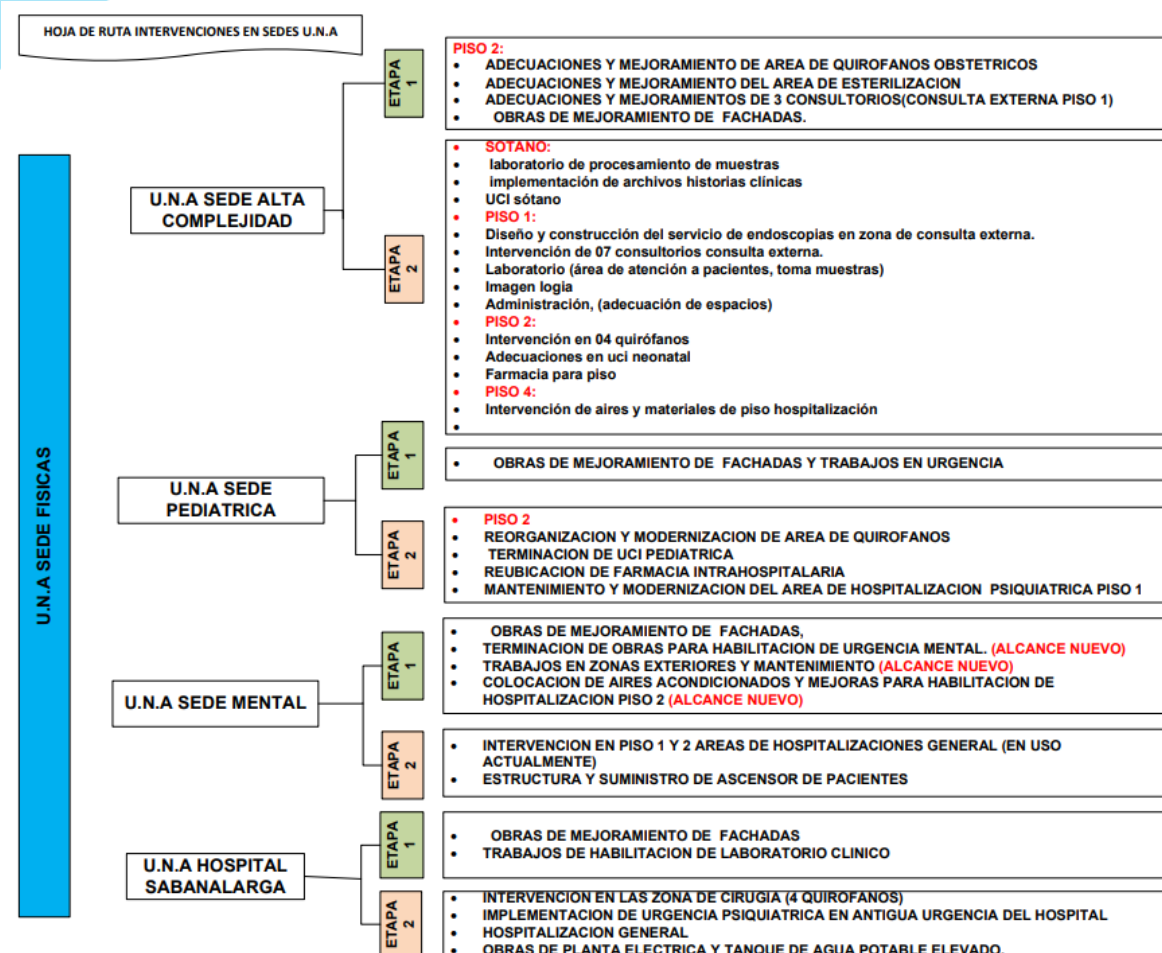 HOJA DE RUTA INTERVENCIONES EN SEDES U.N.A
U.N.A SEDE FISICAS
U.N.A SEDE ALTA
COMPLEJIDAD
ETAPA
1
PISO 2:
• ADECUACIONES Y MEJORAMIENTO DE AREA DE QUIROFANOS OBSTETRICOS
• ADECUACIONES Y MEJORAMIENTO DEL AREA DE ESTERILIZACION
• ADECUACIONES Y MEJORAMIENTOS DE 3 CONSULTORIOS(CONSULTA EXTERNA PISO 1)
• OBRAS DE MEJORAMIENTO DE FACHADAS.
ETAPA
2
• SOTANO:
• laboratorio de procesamiento de muestras
• implementación de archivos historias clínicas
• UCI sótano
• PISO 1:
• Diseño y construcción del servicio de endoscopias en zona de consulta externa.
• Intervención de 07 consultorios consulta externa.
• Laboratorio (área de atención a pacientes, toma muestras)
• Imagen logia
• Administración, (adecuación de espacios)
• PISO 2:
• Intervención en 04 quirófanos
• Adecuaciones en uci neonatal
• Farmacia para piso
• PISO 4:
• Intervención de aires y materiales de piso hospitalización
•
U.N.A SEDE
PEDIATRICA
ETAPA
1
• OBRAS DE MEJORAMIENTO DE FACHADAS Y TRABAJOS EN URGENCIA
ETAPA
2
• PISO 2
• REORGANIZACION Y MODERNIZACION DE AREA DE QUIROFANOS
• TERMINACION DE UCI PEDIATRICA
• REUBICACION DE FARMACIA INTRAHOSPITALARIA
• MANTENIMIENTO Y MODERNIZACION DEL AREA DE HOSPITALIZACION PSIQUIATRICA PISO 1
U.N.A SEDE MENTAL
ETAPA
1
• OBRAS DE MEJORAMIENTO DE FACHADAS,
• TERMINACION DE OBRAS PARA HABILITACION DE URGENCIA MENTAL. (ALCANCE NUEVO)
• TRABAJOS EN ZONAS EXTERIORES Y MANTENIMIENTO (ALCANCE NUEVO)
• COLOCACION DE AIRES ACONDICIONADOS Y MEJORAS PARA HABILITACION DE
HOSPITALIZACION PISO 2 (ALCANCE NUEVO)
ETAPA
2
• INTERVENCION EN PISO 1 Y 2 AREAS DE HOSPITALIZACIONES GENERAL (EN USO
ACTUALMENTE)
• ESTRUCTURA Y SUMINISTRO DE ASCENSOR DE PACIENTES
U.N.A HOSPITAL
SABANALARGA
ETAPA
1
• OBRAS DE MEJORAMIENTO DE FACHADAS
• TRABAJOS DE HABILITACION DE LABORATORIO CLINICO
ETAPA
2
• INTERVENCION EN LAS ZONA DE CIRUGIA (4 QUIROFANOS)
• IMPLEMENTACION DE URGENCIA PSIQUIATRICA EN ANTIGUA URGENCIA DEL HOSPITAL
• HOSPITALIZACION GENERAL
• OBRAS DE PLANTA ELECTRICA Y TANQUE DE AGUA POTABLE ELEVADO.